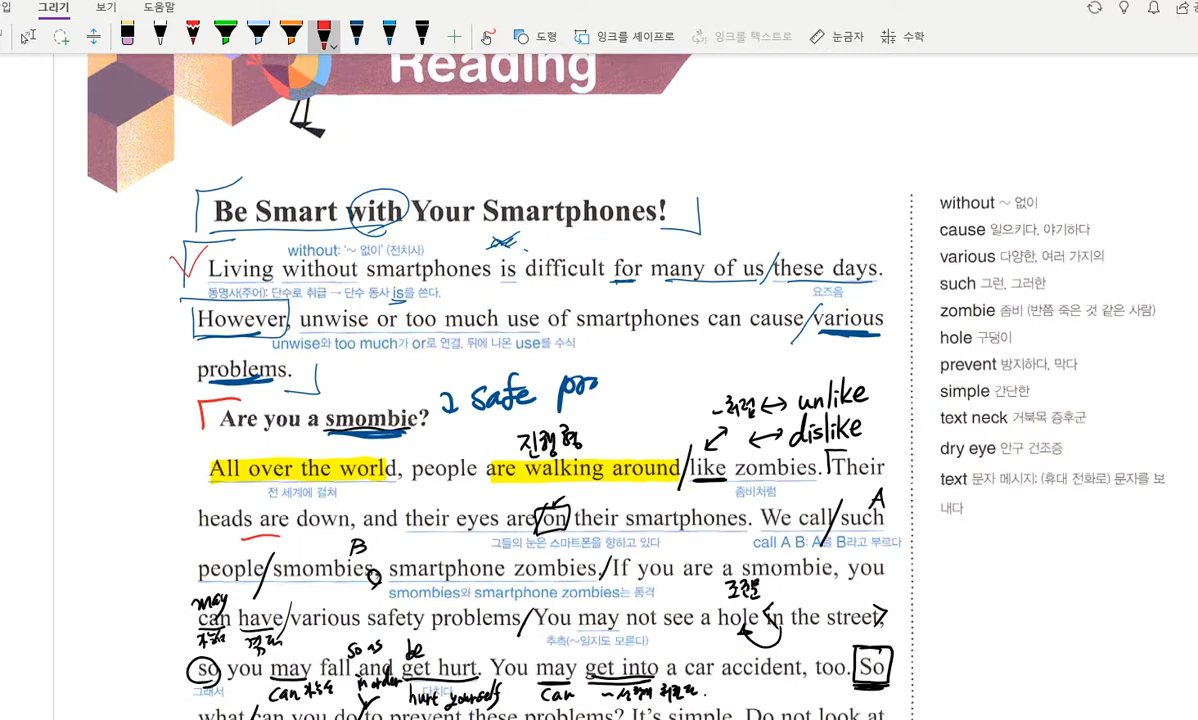 입 그리기 보기 도움말
도형 잉크를 셰이프로 잉크를 텍스트로 눈금자 수학
Reading
Be Smart with Your Smartphones!
without: '~ 없이' (전치사)
Living without smartphones is difficult for many of us these days.
동명사(주어): 단수로 취급 → 단수 동사 is를 쓴다. 요즈음
However, unwise or too much use of smartphones can cause various
unwise와 too much가 or로 연결, 뒤에 나온 use를 수식
problems.
safe pro
Are you a smombie?
unlike
dislike
진행형
All over the world, people are walking around like zombies. Their
전 세계에 걸쳐 좀비처럼
A
heads are down, and their eyes are on their smartphones. We call such
그들의 눈은 스마트폰을 향하고 있다 call A B: A를 B라고 부르다
B
people smombies, smartphone zombies. If you are a smombie, you
smombies와 smartphone zombies는 동격
may
can have various safety problems. You may not see a hole in the street,
추측(~일지도 모른다)
so as be
so you may fall and get hurt. You may get into a car accident, too. So
그래서 can in order 다치다 hurt yourself can
what can you do to prevent these problems? It's simple. Do not look at
without ~ 없이
cause 일으키다, 야기하다
various 다양한, 여러 가지의
such 그런, 그러한
zombie 좀비 (반쯤 죽은 것 같은 사람)
hole 구덩이
prevent 방지하다, 막다
simple 간단한
text neck 거북목 증후군
dry eye 안구 건조증
text 문자 메시지; (휴대 전화로) 문자를 보
내다